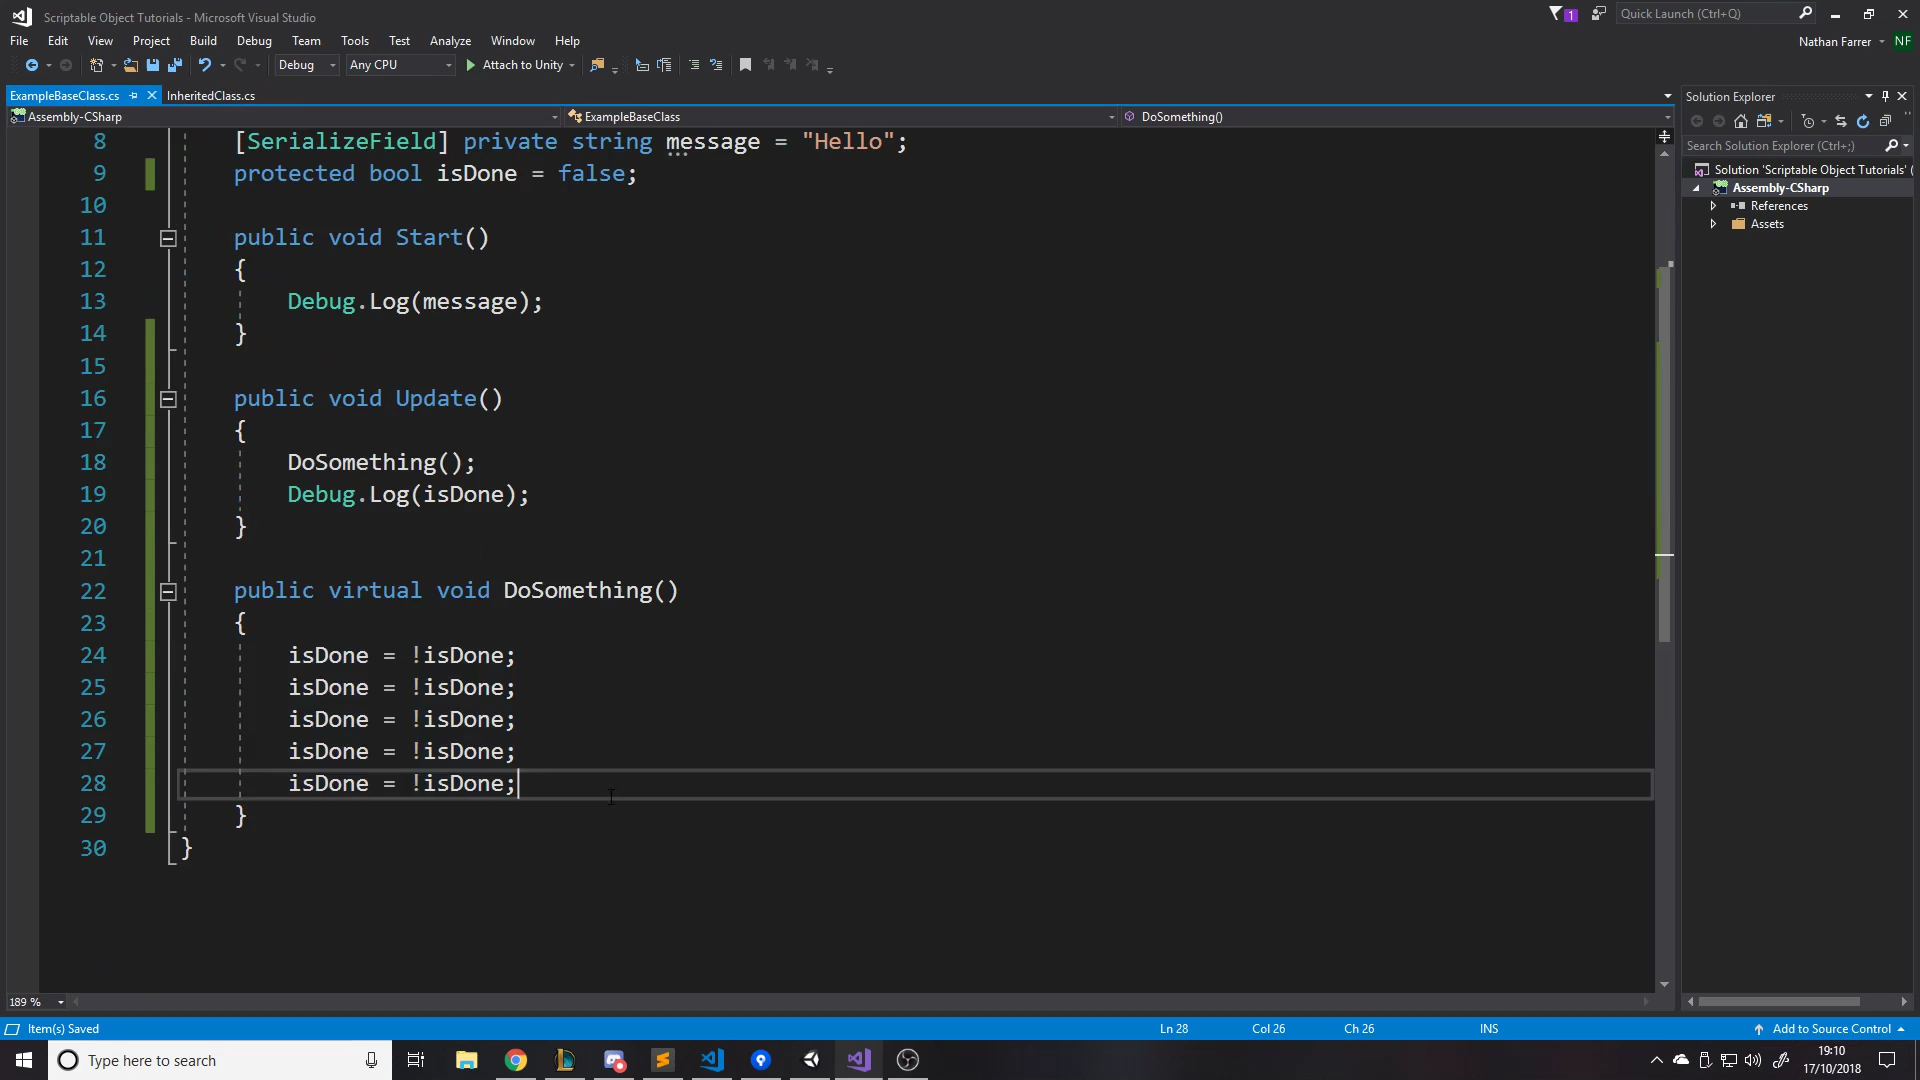 Scriptable Object Tutorials - Microsoft Visual Studio
1
Quick Launch (Ctrl+Q)
File Edit View Project Build Debug Team Tools Test Analyze Window Help
Nathan Farrer NF
Debug Any CPU Attach to Unity
ExampleBaseClass.cs InheritedClass.cs
Assembly-CSharp ExampleBaseClass DoSomething()
8 [SerializeField] private string message = "Hello";
9 protected bool isDone = false;
10
11 public void Start()
12 {
13 Debug.Log(message);
14 }
15
16 public void Update()
17 {
18 DoSomething();
19 Debug.Log(isDone);
20 }
21
22 public virtual void DoSomething()
23 {
24 isDone = !isDone;
25 isDone = !isDone;
26 isDone = !isDone;
27 isDone = !isDone;
28 isDone = !isDone;
29 }
30 }
Solution Explorer
Search Solution Explorer (Ctrl+;)
Solution 'Scriptable Object Tutorials' (
Assembly-CSharp
References
Assets
189 %
Item(s) Saved Ln 28 Col 26 Ch 26 INS Add to Source Control
Type here to search
19:10
17/10/2018